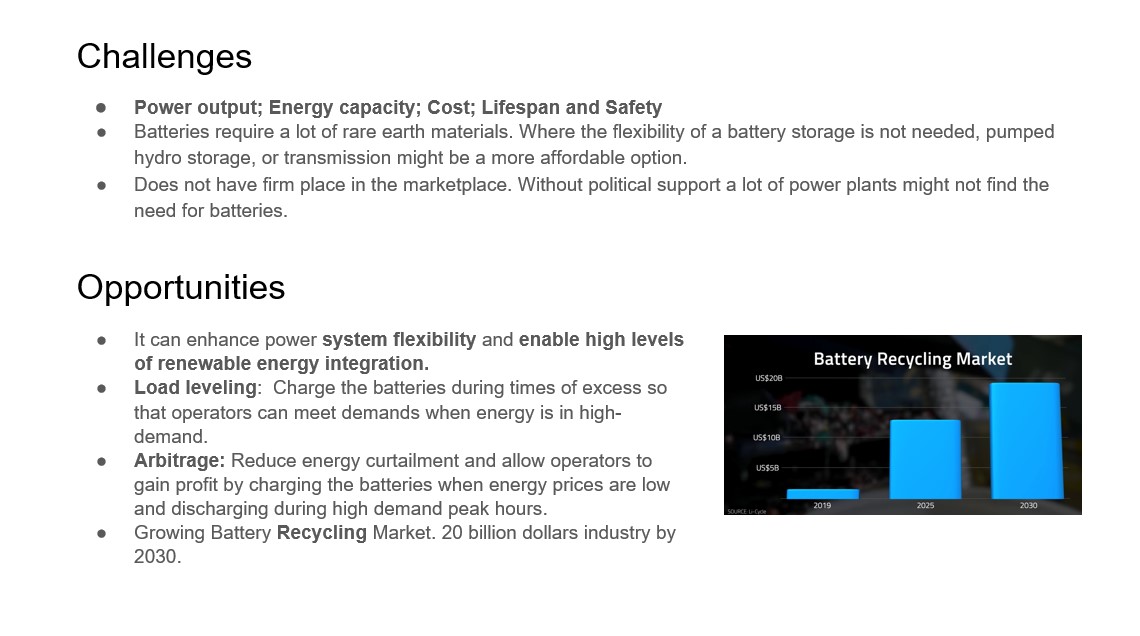 Challenges
● Power output; Energy capacity; Cost; Lifespan and Safety
● Batteries require a lot of rare earth materials. Where the flexibility of a battery storage is not needed, pumped
hydro storage, or transmission might be a more affordable option.
● Does not have firm place in the marketplace. Without political support a lot of power plants might not find the
need for batteries.
Opportunities
● It can enhance power system flexibility and enable high levels
of renewable energy integration.
● Load leveling:  Charge the batteries during times of excess so
that operators can meet demands when energy is in high-
demand.
● Arbitrage: Reduce energy curtailment and allow operators to
gain profit by charging the batteries when energy prices are low
and discharging during high demand peak hours.
● Growing Battery Recycling Market. 20 billion dollars industry by
2030.
Battery Recycling Market
US$20B
US$15B
US$10B
US$5B
2019 2025 2030
SOURCE: Li-Cycle